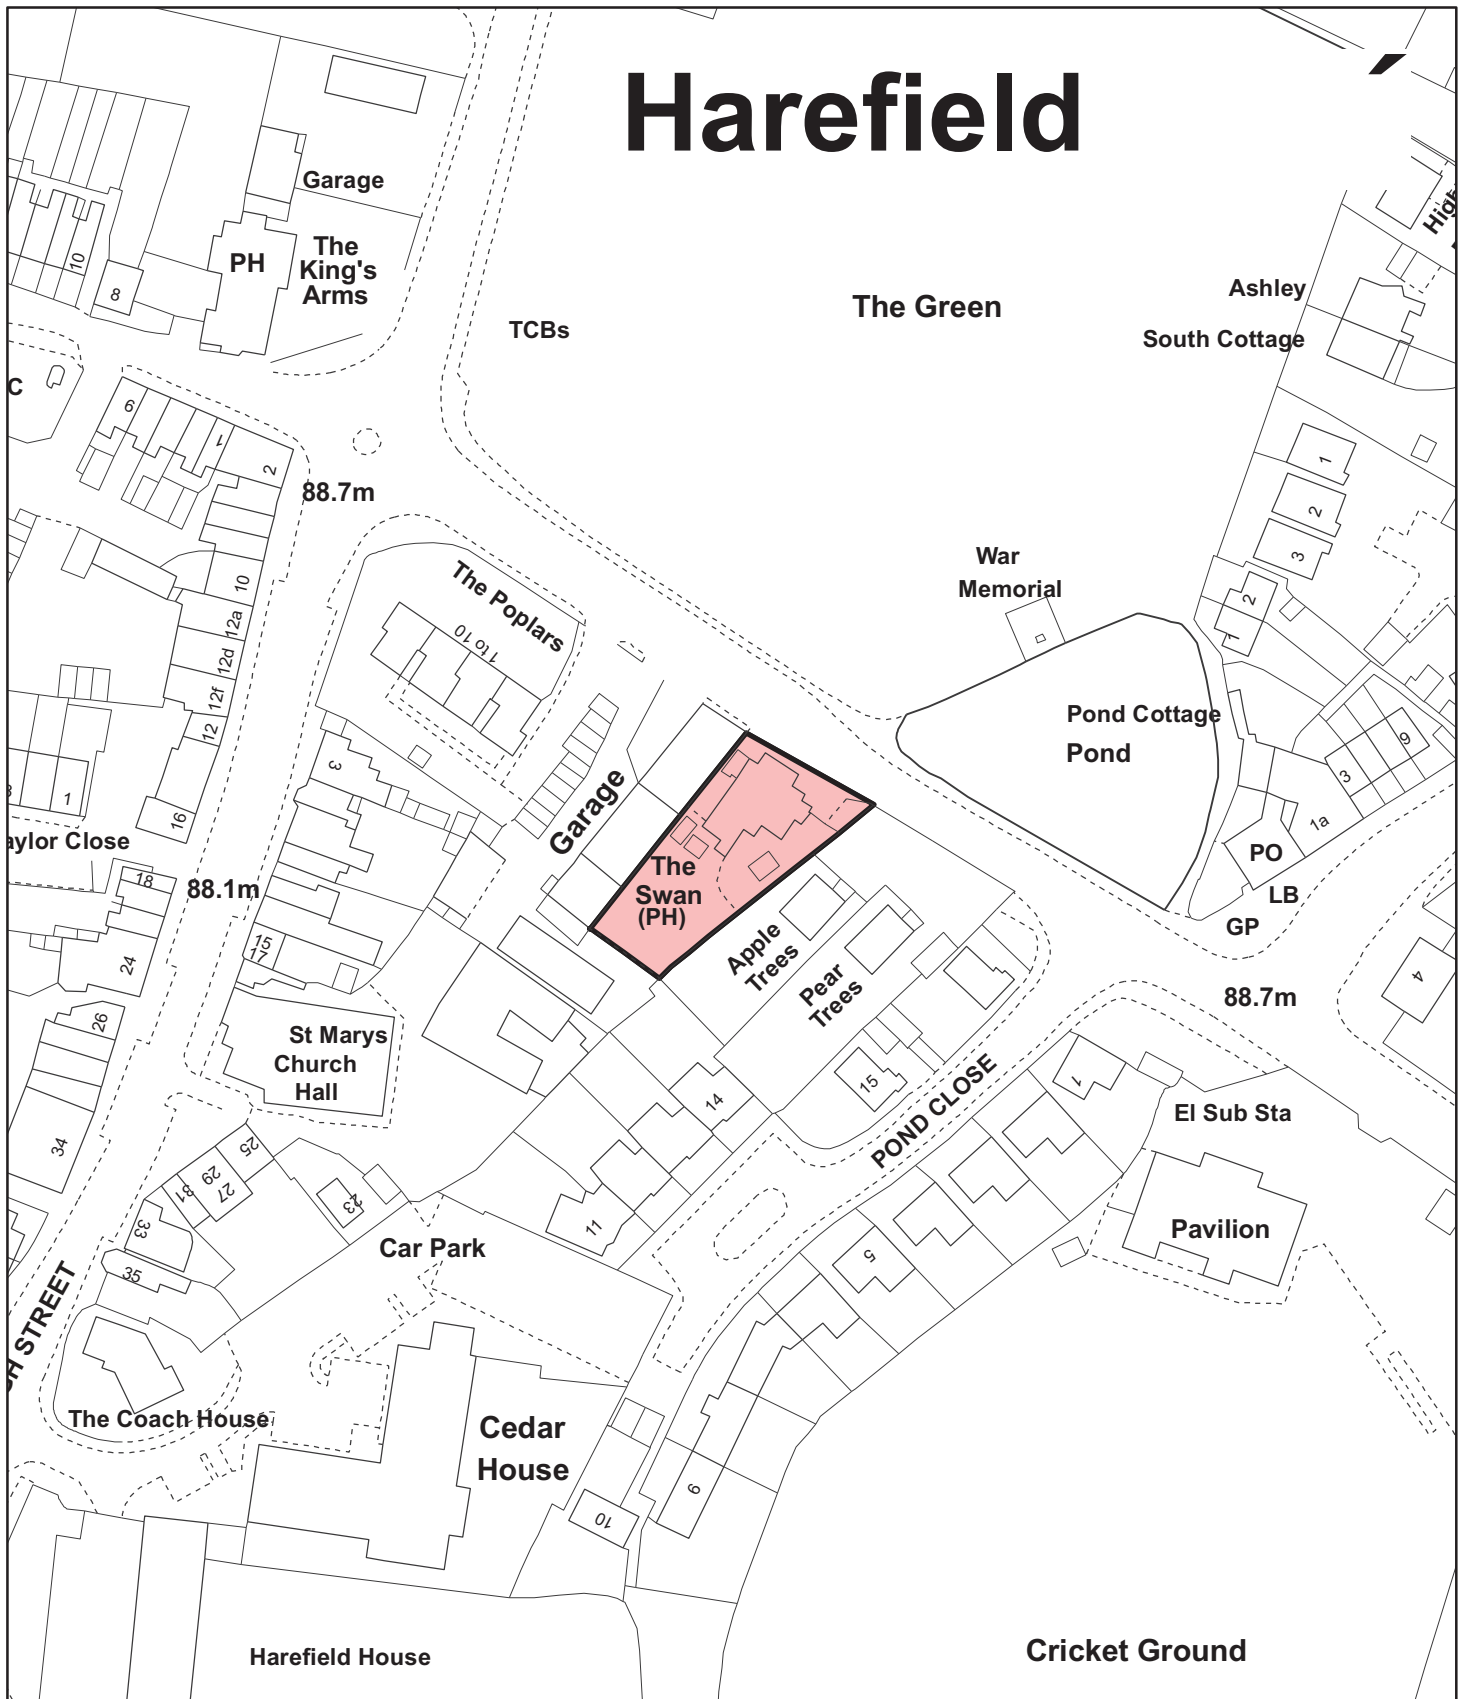 Harefield
Garage
PH
The
King's
Arms
10
8
TCBs
The Green
Ashley
South Cottage
C
6
1
2
88.7m
1
2
3
War
Memorial
The Poplars
1 to 10
10
12a
12d
12f
12
16
2
1
Pond Cottage
Pond
3
1
aylor Close
Garage
The
Swan
(PH)
3
9
1a
PO
LB
GP
18
88.1m
15
17
24
26
Apple
Trees
Pear
Trees
4
88.7m
St Marys
Church
Hall
34
14
15
POND CLOSE
1
El Sub Sta
25
29
27
31
33
35
23
11
Car Park
5
Pavilion
GH STREET
The Coach House
Cedar
House
9
10
Harefield House
Cricket Ground